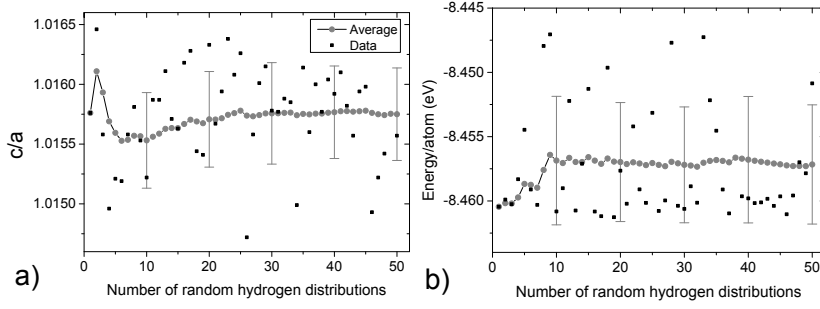 1.0165
1.0160
1.0155
1.0150
c/a
Average
Data
0 10 20 30 40 50
Number of random hydrogen distributions
a)
-8.445
-8.450
-8.455
-8.460
Energy/atom (eV)
0 10 20 30 40 50
Number of random hydrogen distributions
b)